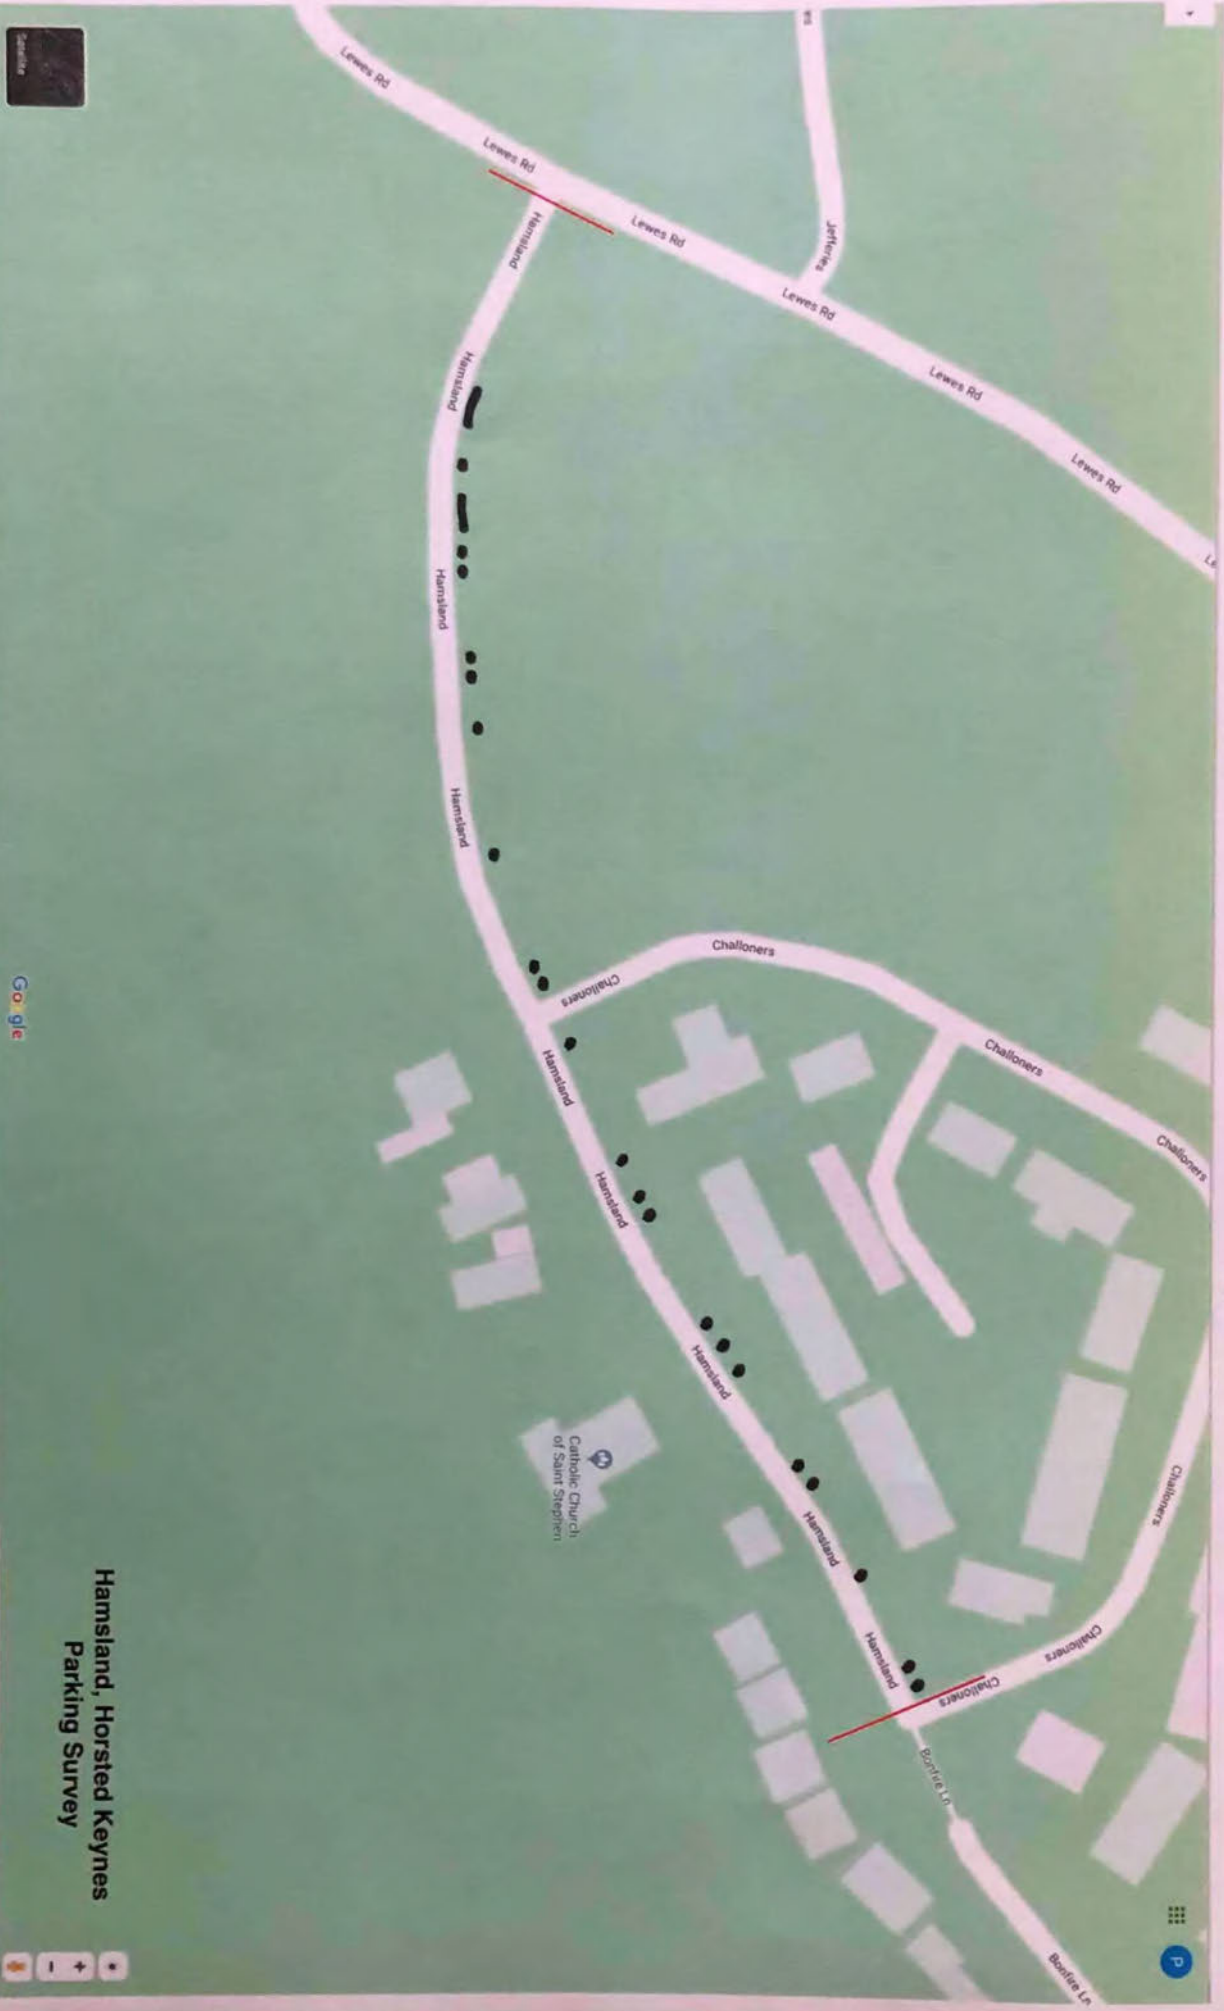 es
Satellite
Lewes Rd
Lewes Rd
Lewes Rd
Lewes Rd
Lewes Rd
Lewes Rd
Jefferies
Hamsland
Hamsland
Hamsland
Hamsland
Hamsland
Hamsland
Hamsland
Hamsland
Hamsland
Challoners
Challoners
Challoners
Challoners
Challoners
Challoners
Challoners
Catholic Church
of Saint Stephen
Bonfire Ln
Bonfire Ln
Google
Hamsland, Horsted Keynes
Parking Survey
P
+
−